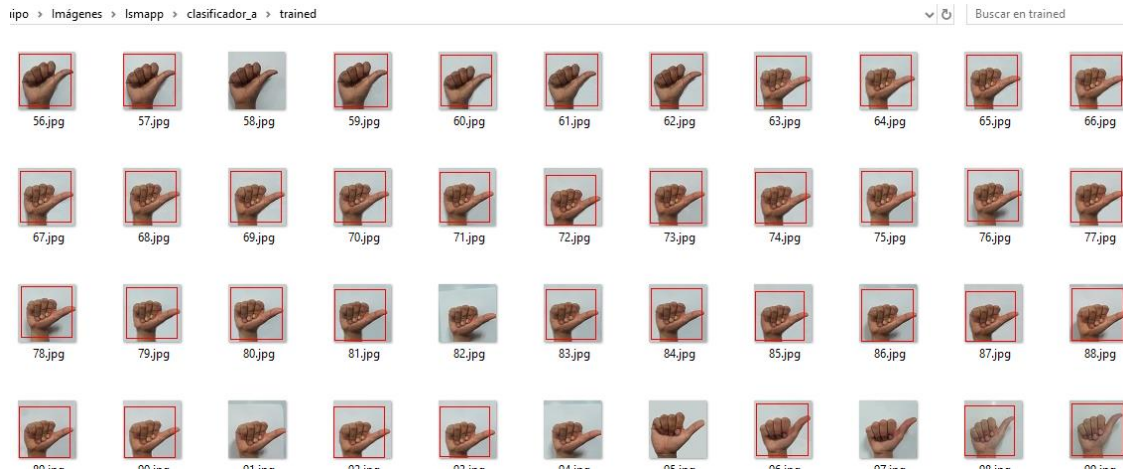 ipo > Imágenes > lsmapp > clasificador_a > trained
Buscar en trained
56.jpg 57.jpg 58.jpg 59.jpg 60.jpg 61.jpg 62.jpg 63.jpg 64.jpg 65.jpg 66.jpg
67.jpg 68.jpg 69.jpg 70.jpg 71.jpg 72.jpg 73.jpg 74.jpg 75.jpg 76.jpg 77.jpg
78.jpg 79.jpg 80.jpg 81.jpg 82.jpg 83.jpg 84.jpg 85.jpg 86.jpg 87.jpg 88.jpg